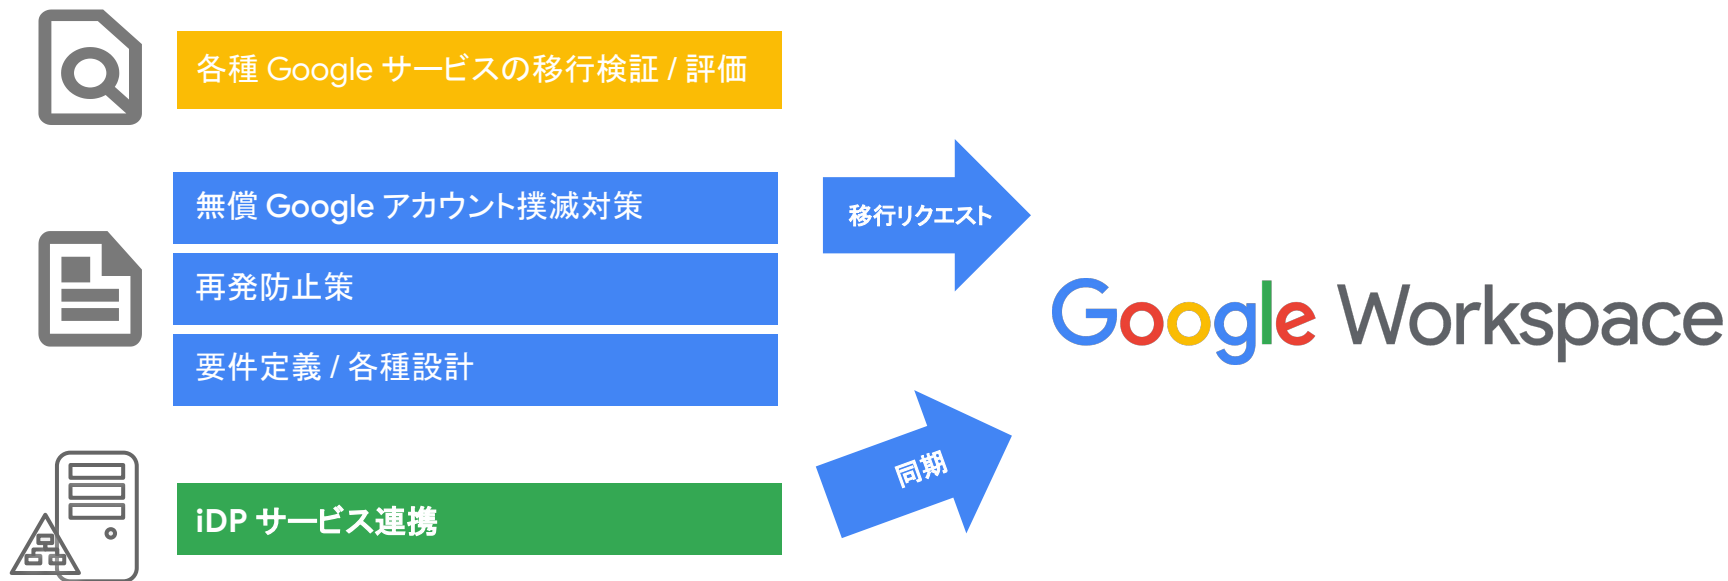 各種 Google サービスの移行検証 / 評価
無償 Google アカウント撲滅対策
再発防止策
要件定義 / 各種設計
iDP サービス連携
移行リクエスト
同期
Google Workspace